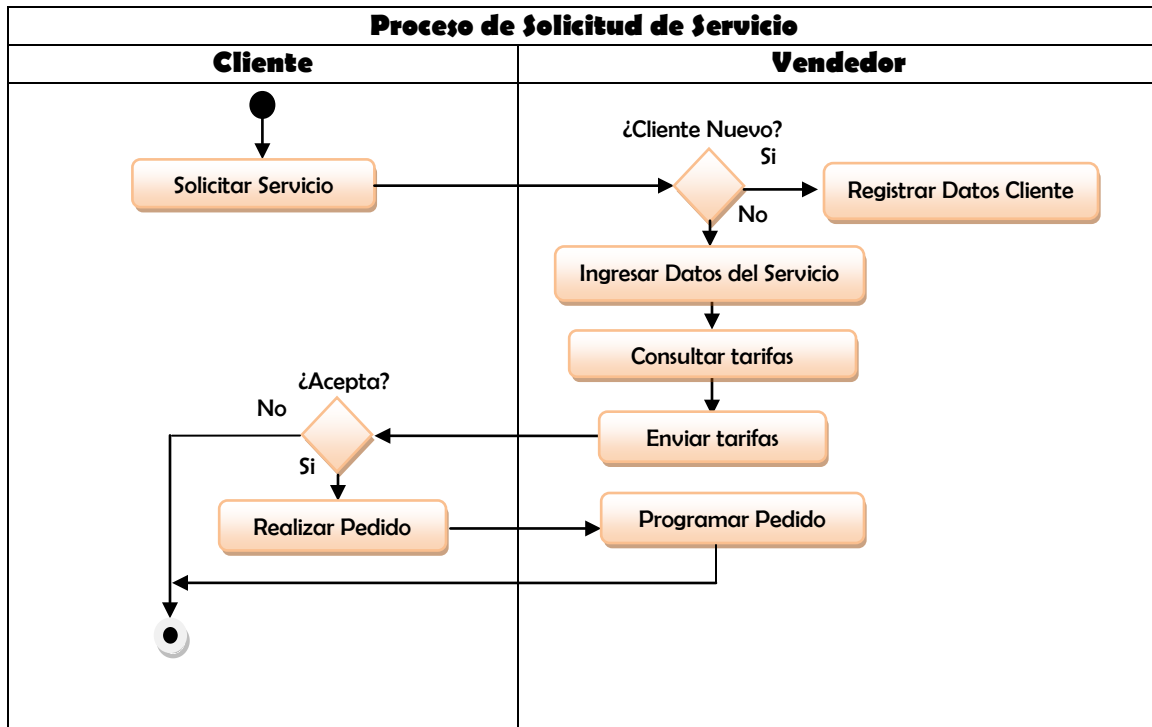 Proceso de Solicitud de Servicio
Cliente
Vendedor
¿Cliente Nuevo?
Si
Solicitar Servicio
Registrar Datos Cliente
No
Ingresar Datos del Servicio
Consultar tarifas
¿Acepta?
No
Enviar tarifas
Si
Realizar Pedido
Programar Pedido